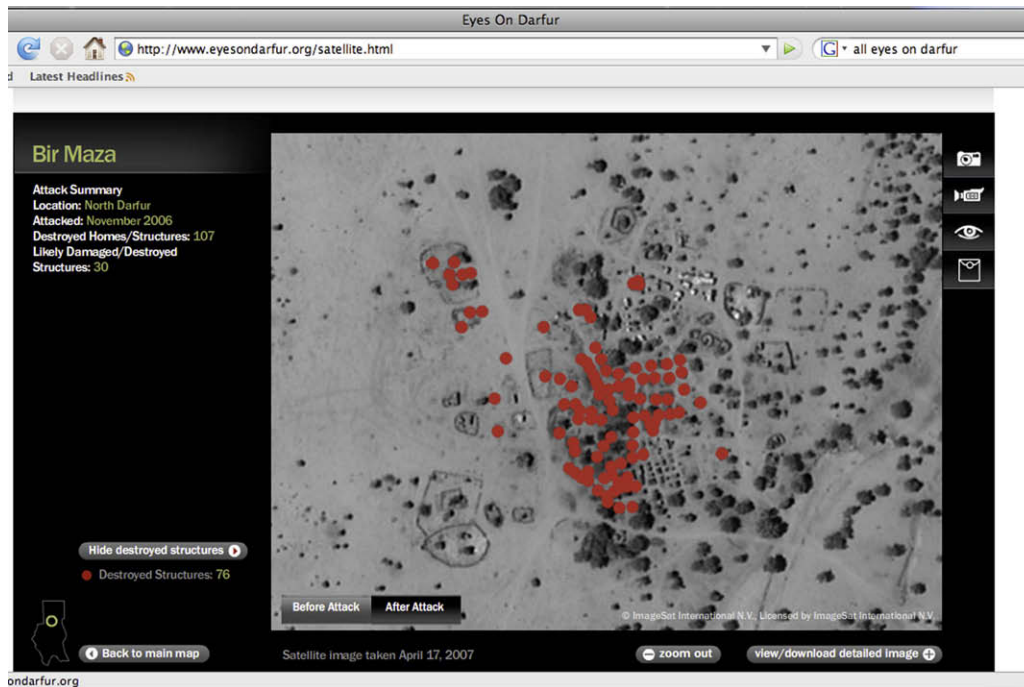 Eyes On Darfur
http://www.eyesondarfur.org/satellite.html
all eyes on darfur
Latest Headlines
Bir Maza
Attack Summary
Location: North Darfur
Attacked: November 2006
Destroyed Homes/Structures: 107
Likely Damaged/Destroyed
Structures: 30
Hide destroyed structures
Destroyed Structures: 76
Before Attack After Attack
© ImageSat International N.V., Licensed by ImageSat International N.V.
Back to main map
Satellite image taken April 17, 2007
zoom out
view/download detailed image
ondarfur.org